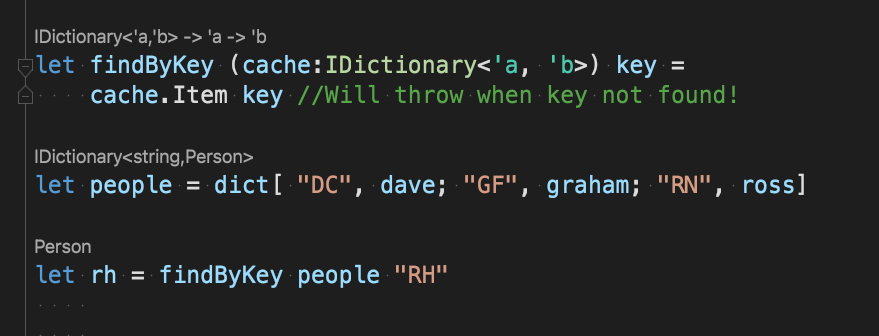 IDictionary<'a,'b> -> 'a -> 'b
let findByKey (cache:IDictionary<'a, 'b>) key =
    cache.Item key //Will throw when key not found!
IDictionary<string,Person>
let people = dict[ "DC", dave; "GF", graham; "RN", ross]
Person
let rh = findByKey people "RH"